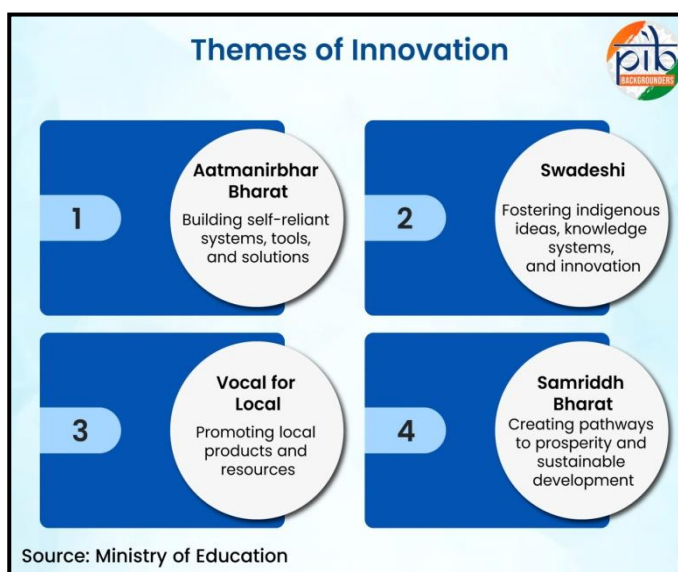 Themes of Innovation
pib
BACKGROUNDERS
1
Aatmanirbhar
Bharat
Building self-reliant
systems, tools,
and solutions
2
Swadeshi
Fostering indigenous
ideas, knowledge
systems,
and innovation
3
Vocal for
Local
Promoting local
products and
resources
4
Samriddh
Bharat
Creating pathways
to prosperity and
sustainable
development
Source: Ministry of Education